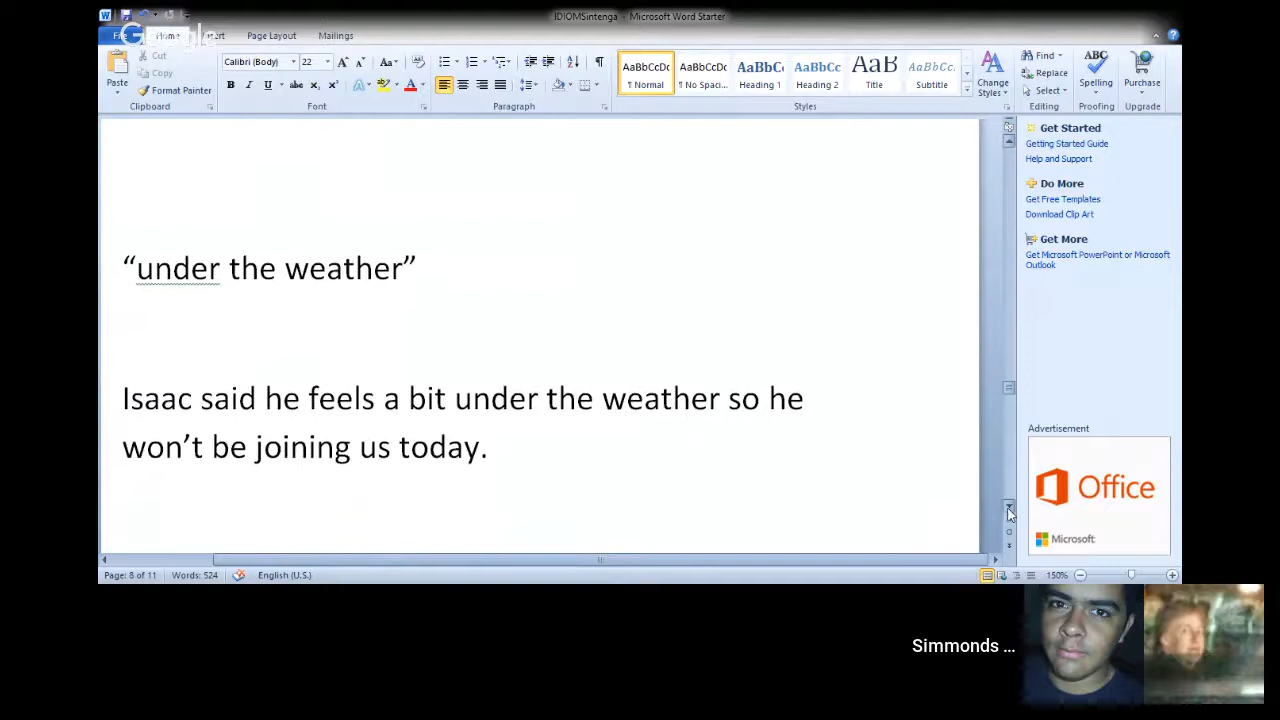 IDIOMSintenga - Microsoft Word Starter
Google
File Home Insert Page Layout Mailings
Cut
Copy
Format Painter
Paste
Clipboard
Calibri (Body) 22
Font
Paragraph
AaBbCcDc AaBbCcDc AaBbC AaBbCc AaB AaBbCc.
¶ Normal ¶ No Spaci... Heading 1 Heading 2 Title Subtitle
Styles
Change
Styles
Find
Replace
Select
Editing
ABC
Spelling
Proofing
Purchase
Upgrade
“under the weather”
Isaac said he feels a bit under the weather so he
won’t be joining us today.
Get Started
Getting Started Guide
Help and Support
Do More
Get Free Templates
Download Clip Art
Get More
Get Microsoft PowerPoint or Microsoft
Outlook
Advertisement
Office
Microsoft
Page: 8 of 11 Words: 524 English (U.S.) 150%
Simmonds ...